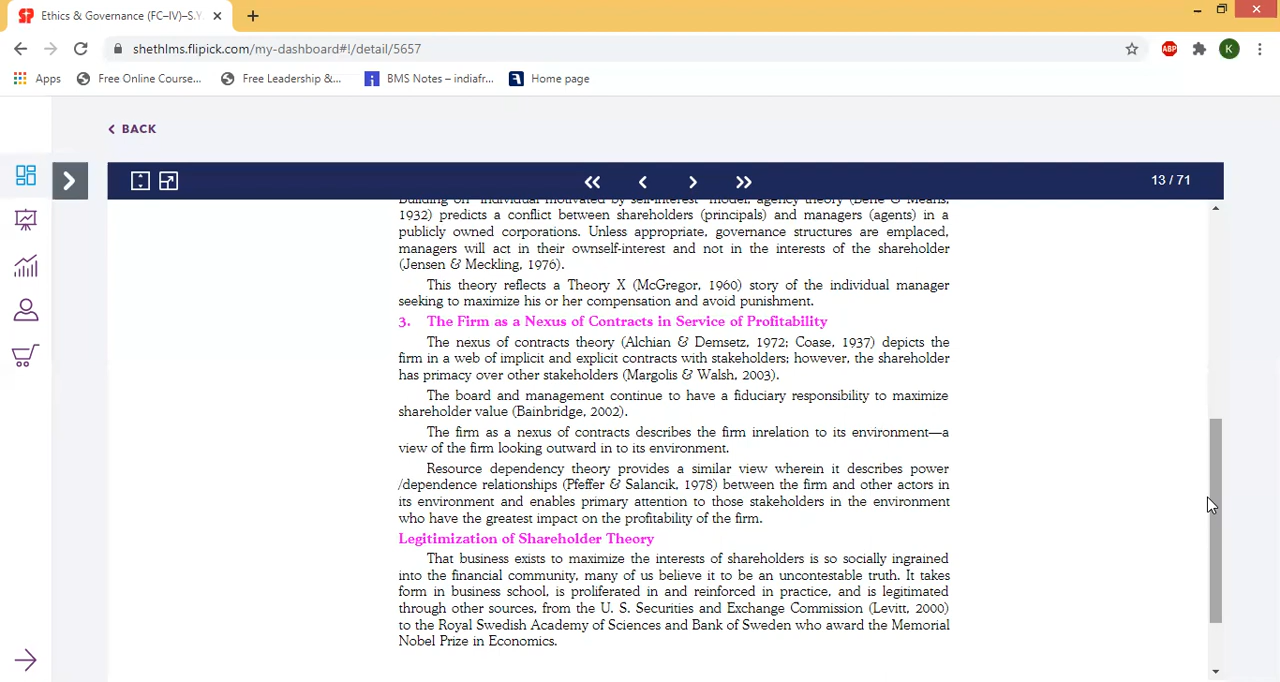 Ethics & Governance (FC–IV)–S.Y.
shethlms.flipick.com/my-dashboard#!/detail/5657
ABP
K
Apps
Free Online Course...
Free Leadership &...
BMS Notes – indiafr...
Home page
BACK
13 / 71
Building on "individual motivated by self-interest" model, agency theory (Berle & Means,
1932) predicts a conflict between shareholders (principals) and managers (agents) in a
publicly owned corporations. Unless appropriate, governance structures are emplaced,
managers will act in their ownself-interest and not in the interests of the shareholder
(Jensen & Meckling, 1976).
This theory reflects a Theory X (McGregor, 1960) story of the individual manager
seeking to maximize his or her compensation and avoid punishment.
3. The Firm as a Nexus of Contracts in Service of Profitability
The nexus of contracts theory (Alchian & Demsetz, 1972; Coase, 1937) depicts the
firm in a web of implicit and explicit contracts with stakeholders; however, the shareholder
has primacy over other stakeholders (Margolis & Walsh, 2003).
The board and management continue to have a fiduciary responsibility to maximize
shareholder value (Bainbridge, 2002).
The firm as a nexus of contracts describes the firm inrelation to its environment—a
view of the firm looking outward in to its environment.
Resource dependency theory provides a similar view wherein it describes power
/dependence relationships (Pfeffer & Salancik, 1978) between the firm and other actors in
its environment and enables primary attention to those stakeholders in the environment
who have the greatest impact on the profitability of the firm.
Legitimization of Shareholder Theory
That business exists to maximize the interests of shareholders is so socially ingrained
into the financial community, many of us believe it to be an uncontestable truth. It takes
form in business school, is proliferated in and reinforced in practice, and is legitimated
through other sources, from the U. S. Securities and Exchange Commission (Levitt, 2000)
to the Royal Swedish Academy of Sciences and Bank of Sweden who award the Memorial
Nobel Prize in Economics.